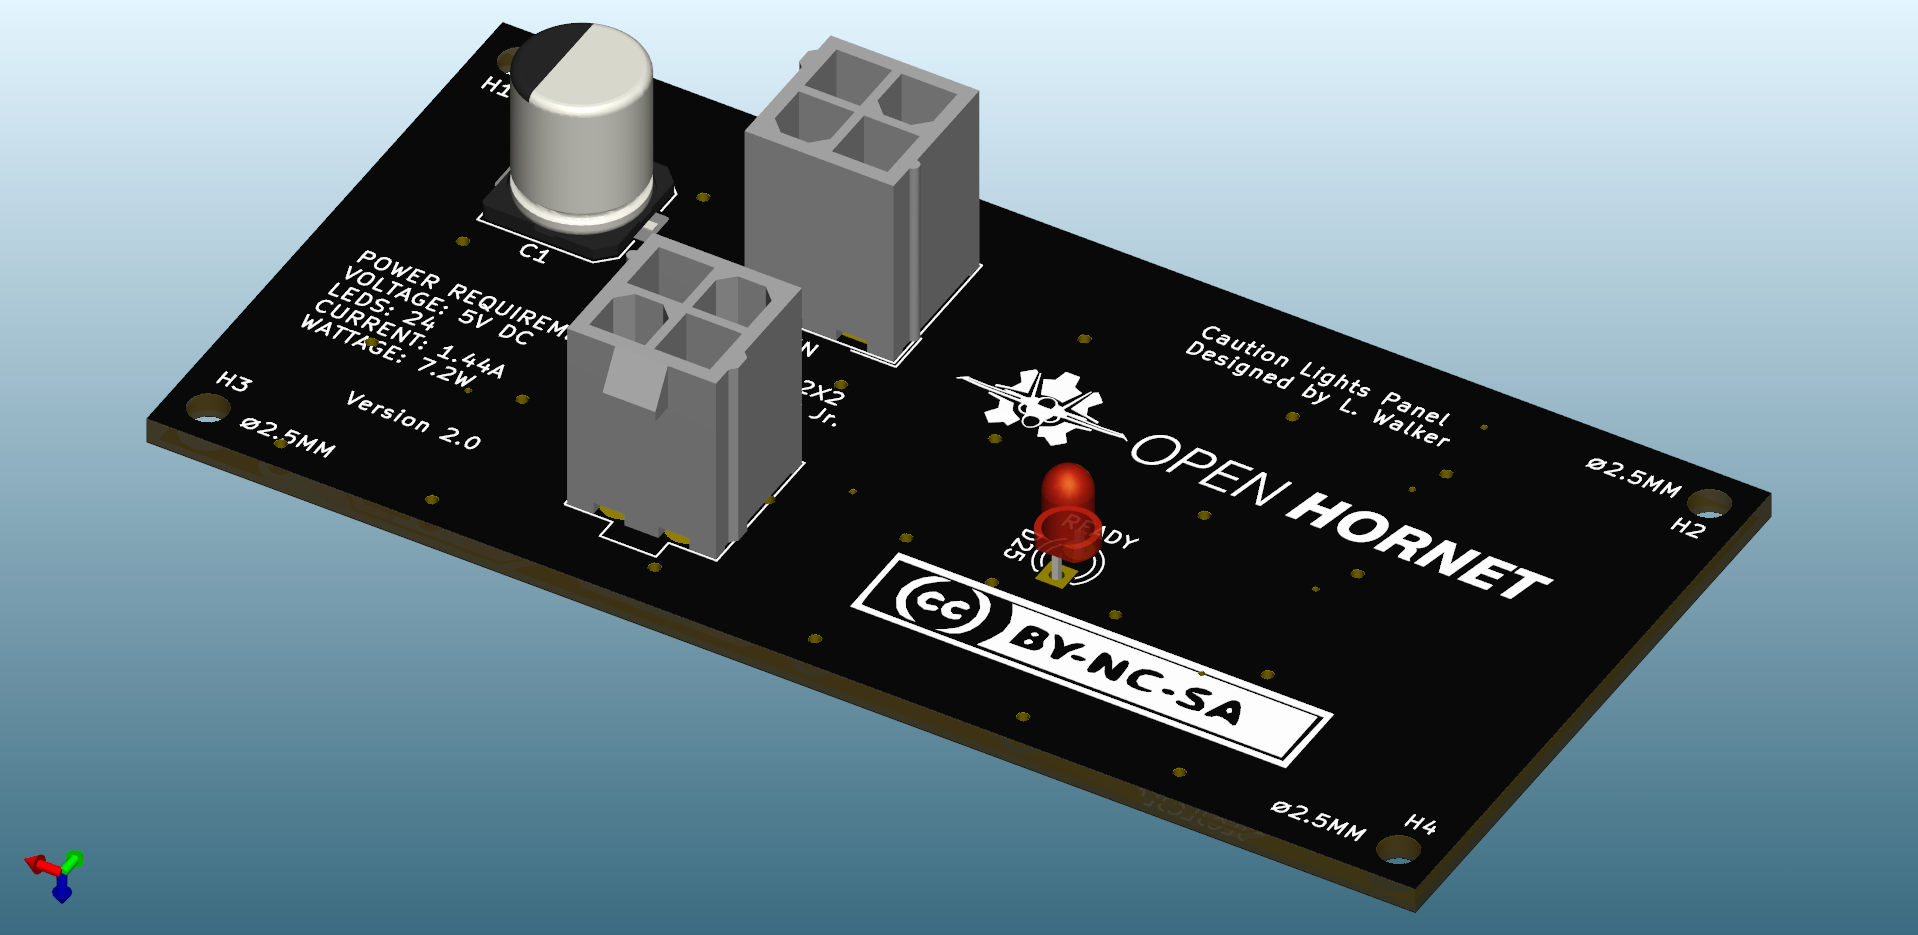 H1
C1
POWER REQUIREM
VOLTAGE: 5V DC
LEDS: 24
CURRENT: 1.44A
WATTAGE: 7.2W
H3
ø2.5MM
Version 2.0
2X2
Jr.
Caution Lights Panel
Designed by L. Walker
OPEN HORNET
ø2.5MM
H2
READY
D25
cc
BY-NC-SA
ø2.5MM
H4